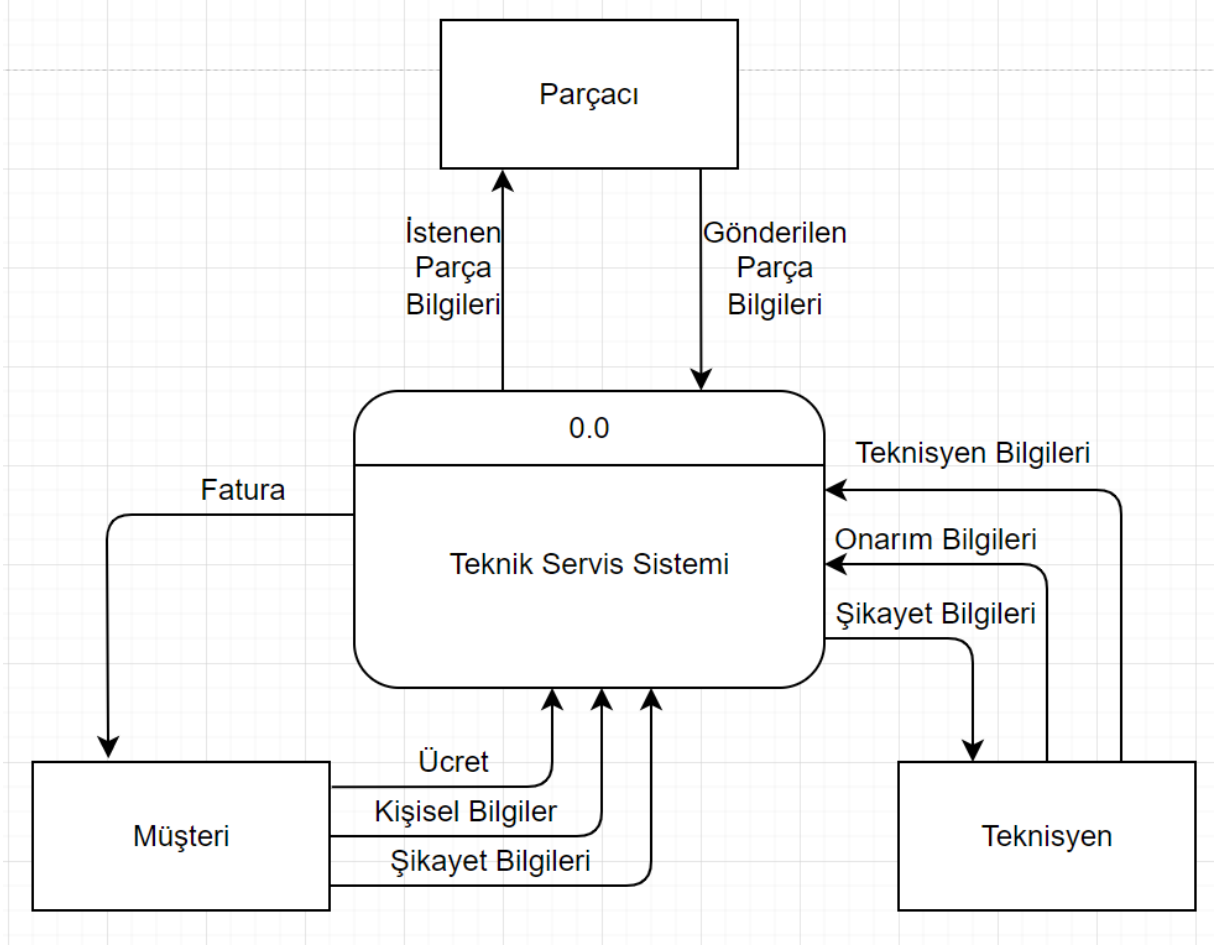 Parçacı
İstenen
Parça
Bilgileri
Gönderilen
Parça
Bilgileri
0.0
Teknik Servis Sistemi
Fatura
Teknisyen Bilgileri
Onarım Bilgileri
Şikayet Bilgileri
Ücret
Kişisel Bilgiler
Şikayet Bilgileri
Müşteri
Teknisyen